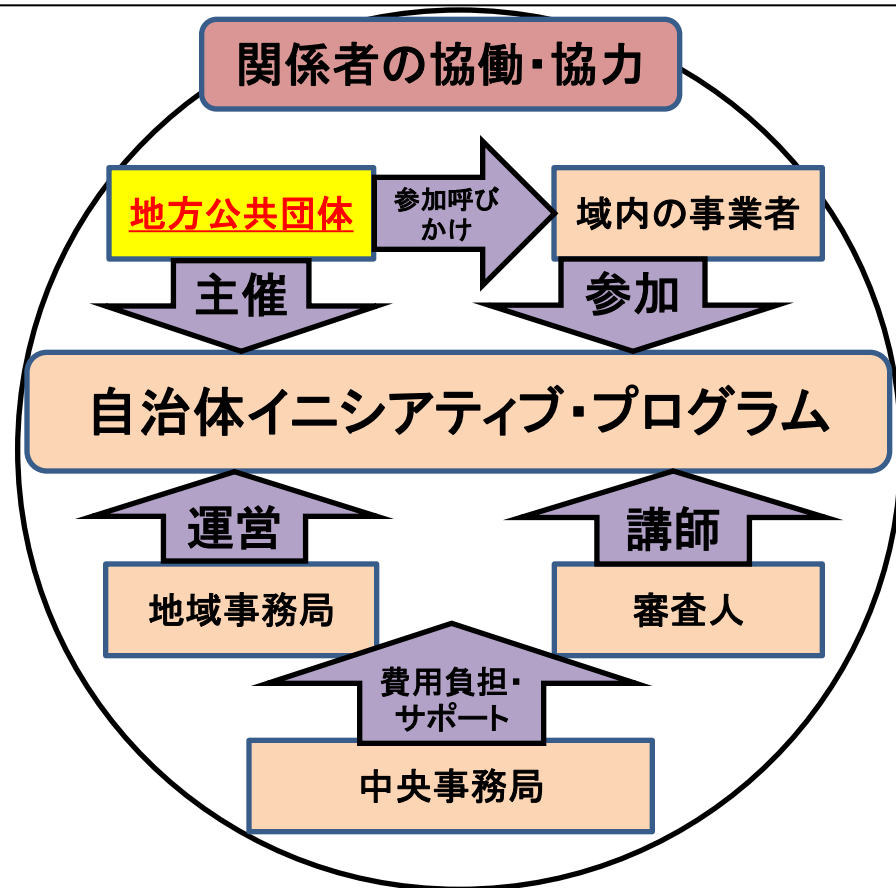 関係者の協働・協力
地方公共団体
参加呼び
かけ
域内の事業者
主催
参加
自治体イニシアティブ・プログラム
運営
講師
地域事務局
審査人
費用負担・
サポート
中央事務局